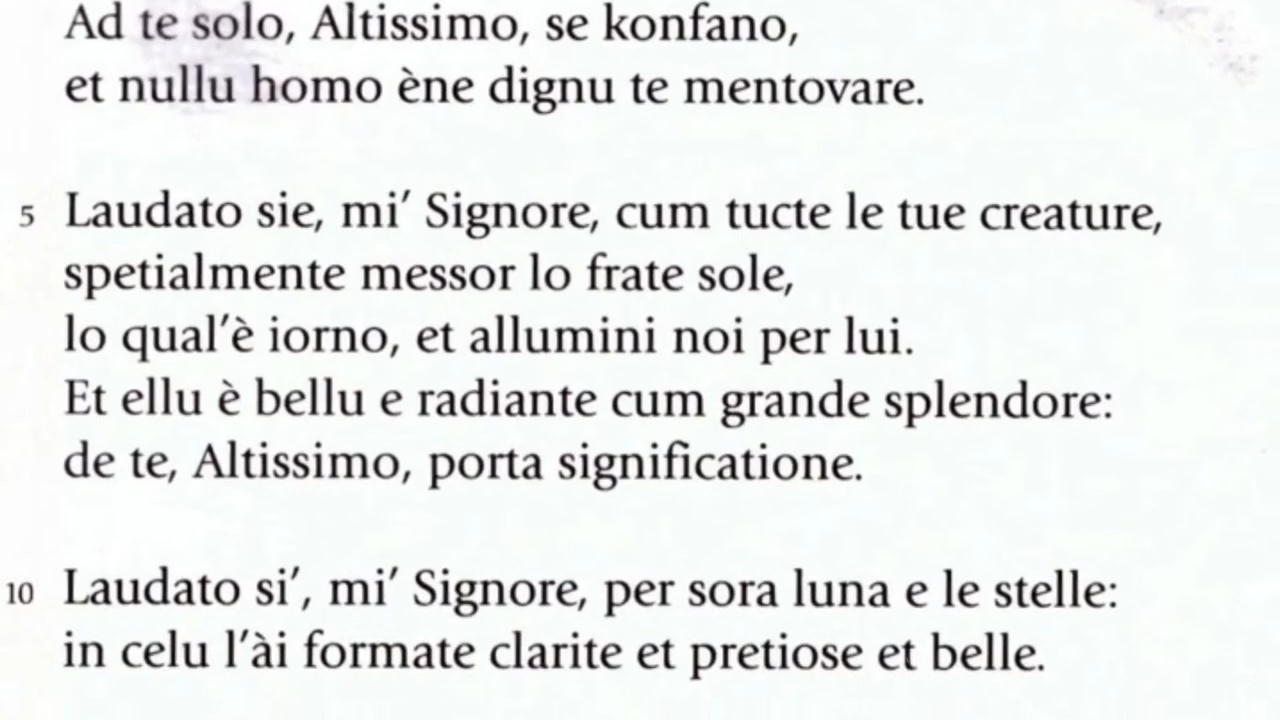 Ad te solo, Altissimo, se konfano,
et nullu homo ène dignu te mentovare.
5 Laudato sie, mi’ Signore, cum tucte le tue creature,
spetialmente messor lo frate sole,
lo qual’è iorno, et allumini noi per lui.
Et ellu è bellu e radiante cum grande splendore:
de te, Altissimo, porta significatione.
10 Laudato si’, mi’ Signore, per sora luna e le stelle:
in celu l’ài formate clarite et pretiose et belle.